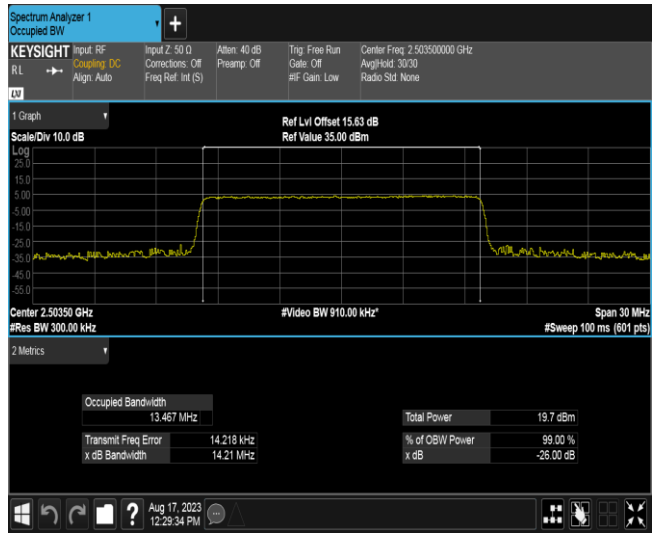 Spectrum Analyzer 1
Occupied BW
KEYSIGHT
RL
LXI
Input: RF
Coupling: DC
Align: Auto
Input Z: 50 Ω
Corrections: Off
Freq Ref: Int (S)
Atten: 40 dB
Preamp: Off
Trig: Free Run
Gate: Off
#IF Gain: Low
Center Freq: 2.503500000 GHz
Avg|Hold: 30/30
Radio Std: None
1 Graph
Scale/Div 10.0 dB
Ref Lvl Offset 15.63 dB
Ref Value 35.00 dBm
Log
25.0
15.0
5.00
-5.00
-15.0
-25.0
-35.0
-45.0
-55.0
Center 2.50350 GHz
#Video BW 910.00 kHz*
Span 30 MHz
#Res BW 300.00 kHz
#Sweep 100 ms (601 pts)
2 Metrics
Occupied Bandwidth
13.467 MHz
Total Power 19.7 dBm
Transmit Freq Error 14.218 kHz
% of OBW Power 99.00 %
x dB Bandwidth 14.21 MHz
x dB -26.00 dB
?
Aug 17, 2023
12:29:34 PM